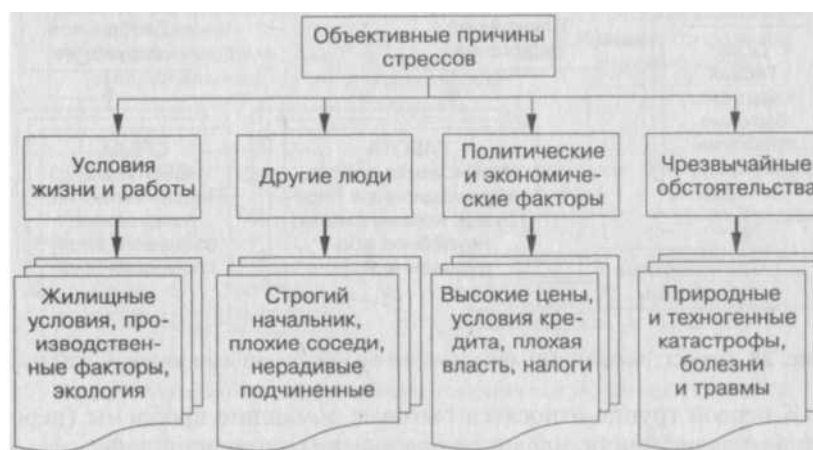 Объективные причины
стрессов
Условия
жизни и работы
Другие люди
Политические
и экономиче-
ские факторы
Чрезвычайные
обстоятельства
Жилищные
условия, про-
изводствен-
ные факторы,
экология
Строгий
начальник,
плохие соседи,
нерадивые
подчиненные
Высокие цены,
условия кре-
дита, плохая
власть, налоги
Природные
и техногенные
катастрофы,
болезни
и травмы